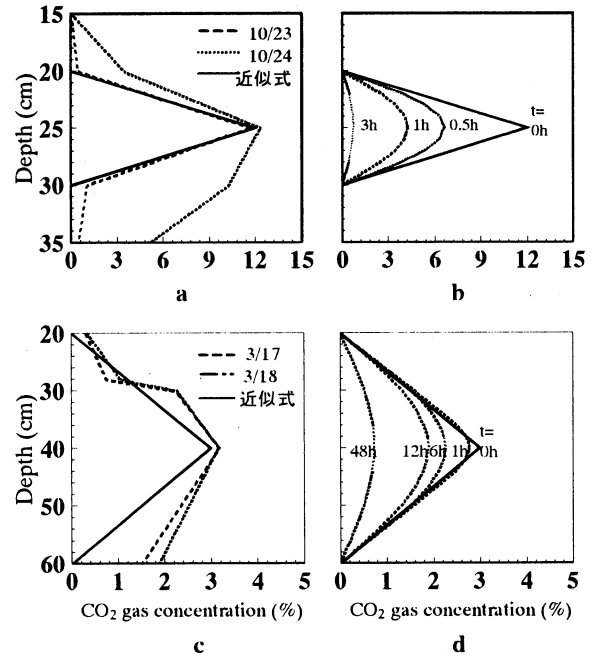 15
20
25
30
35
Depth (cm)
10/23
10/24
近似式
0 3 6 9 12 15
a
3h
1h
0.5h
t=
0h
0 3 6 9 12 15
b
20
30
40
50
60
Depth (cm)
3/17
3/18
近似式
0 1 2 3 4 5
CO₂ gas concentration (%)
c
48h
12h
6h
1h
t=
0h
0 1 2 3 4 5
CO₂ gas concentration (%)
d